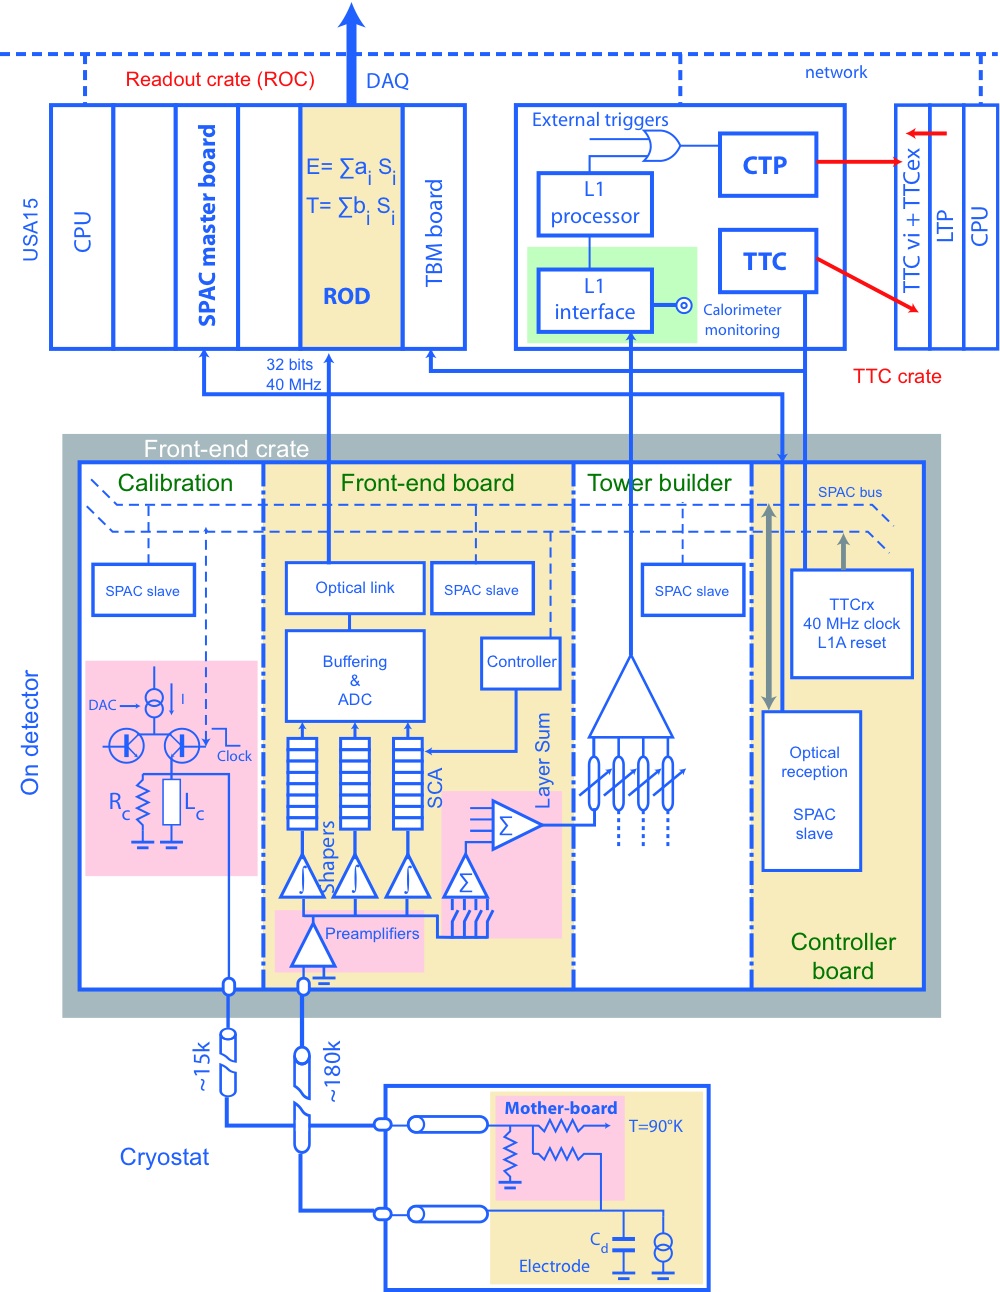 Readout crate (ROC)
DAQ
network
USA15
CPU
SPAC master board
E= ∑a_i S_i
T= ∑b_i S_i
ROD
TBM board
External triggers
L1
processor
L1
interface
CTP
TTC
Calorimeter
monitoring
TTC vi + TTCex
LTP
CPU
TTC crate
32 bits
40 MHz
Front-end crate
Calibration
Front-end board
Tower builder
SPAC bus
SPAC slave
Optical link
SPAC slave
SPAC slave
TTCrx
40 MHz clock
L1A reset
Buffering
&
ADC
Controller
DAC
I
Clock
R_c
L_c
SCA
Layer Sum
Shapers
∫
∫
∫
∑
∑
Preamplifiers
Optical
reception
SPAC
slave
Controller
board
On detector
~15k
~180k
Cryostat
Mother-board
T=90°K
C_d
Electrode